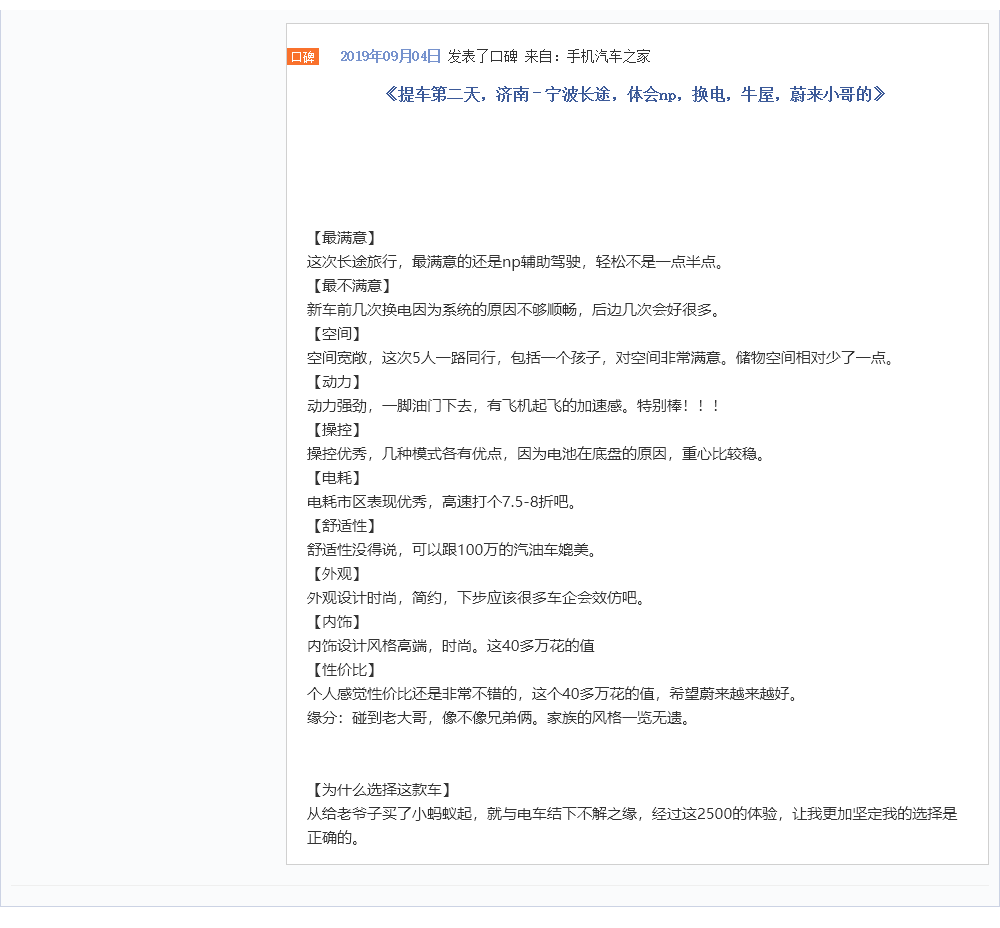 口碑 2019年09月04日 发表了口碑 来自：手机汽车之家
《提车第二天，济南－宁波长途，体会np，换电，牛屋，蔚来小哥的》
【最满意】
这次长途旅行，最满意的还是np辅助驾驶，轻松不是一点半点。
【最不满意】
新车前几次换电因为系统的原因不够顺畅，后边几次会好很多。
【空间】
空间宽敞，这次5人一路同行，包括一个孩子，对空间非常满意。储物空间相对少了一点。
【动力】
动力强劲，一脚油门下去，有飞机起飞的加速感。特别棒！！！
【操控】
操控优秀，几种模式各有优点，因为电池在底盘的原因，重心比较稳。
【电耗】
电耗市区表现优秀，高速打个7.5-8折吧。
【舒适性】
舒适性没得说，可以跟100万的汽油车媲美。
【外观】
外观设计时尚，简约，下步应该很多车企会效仿吧。
【内饰】
内饰设计风格高端，时尚。这40多万花的值
【性价比】
个人感觉性价比还是非常不错的，这个40多万花的值，希望蔚来越来越好。
缘分：碰到老大哥，像不像兄弟俩。家族的风格一览无遗。
【为什么选择这款车】
从给老爷子买了小蚂蚁起，就与电车结下不解之缘，经过这2500的体验，让我更加坚定我的选择是
正确的。